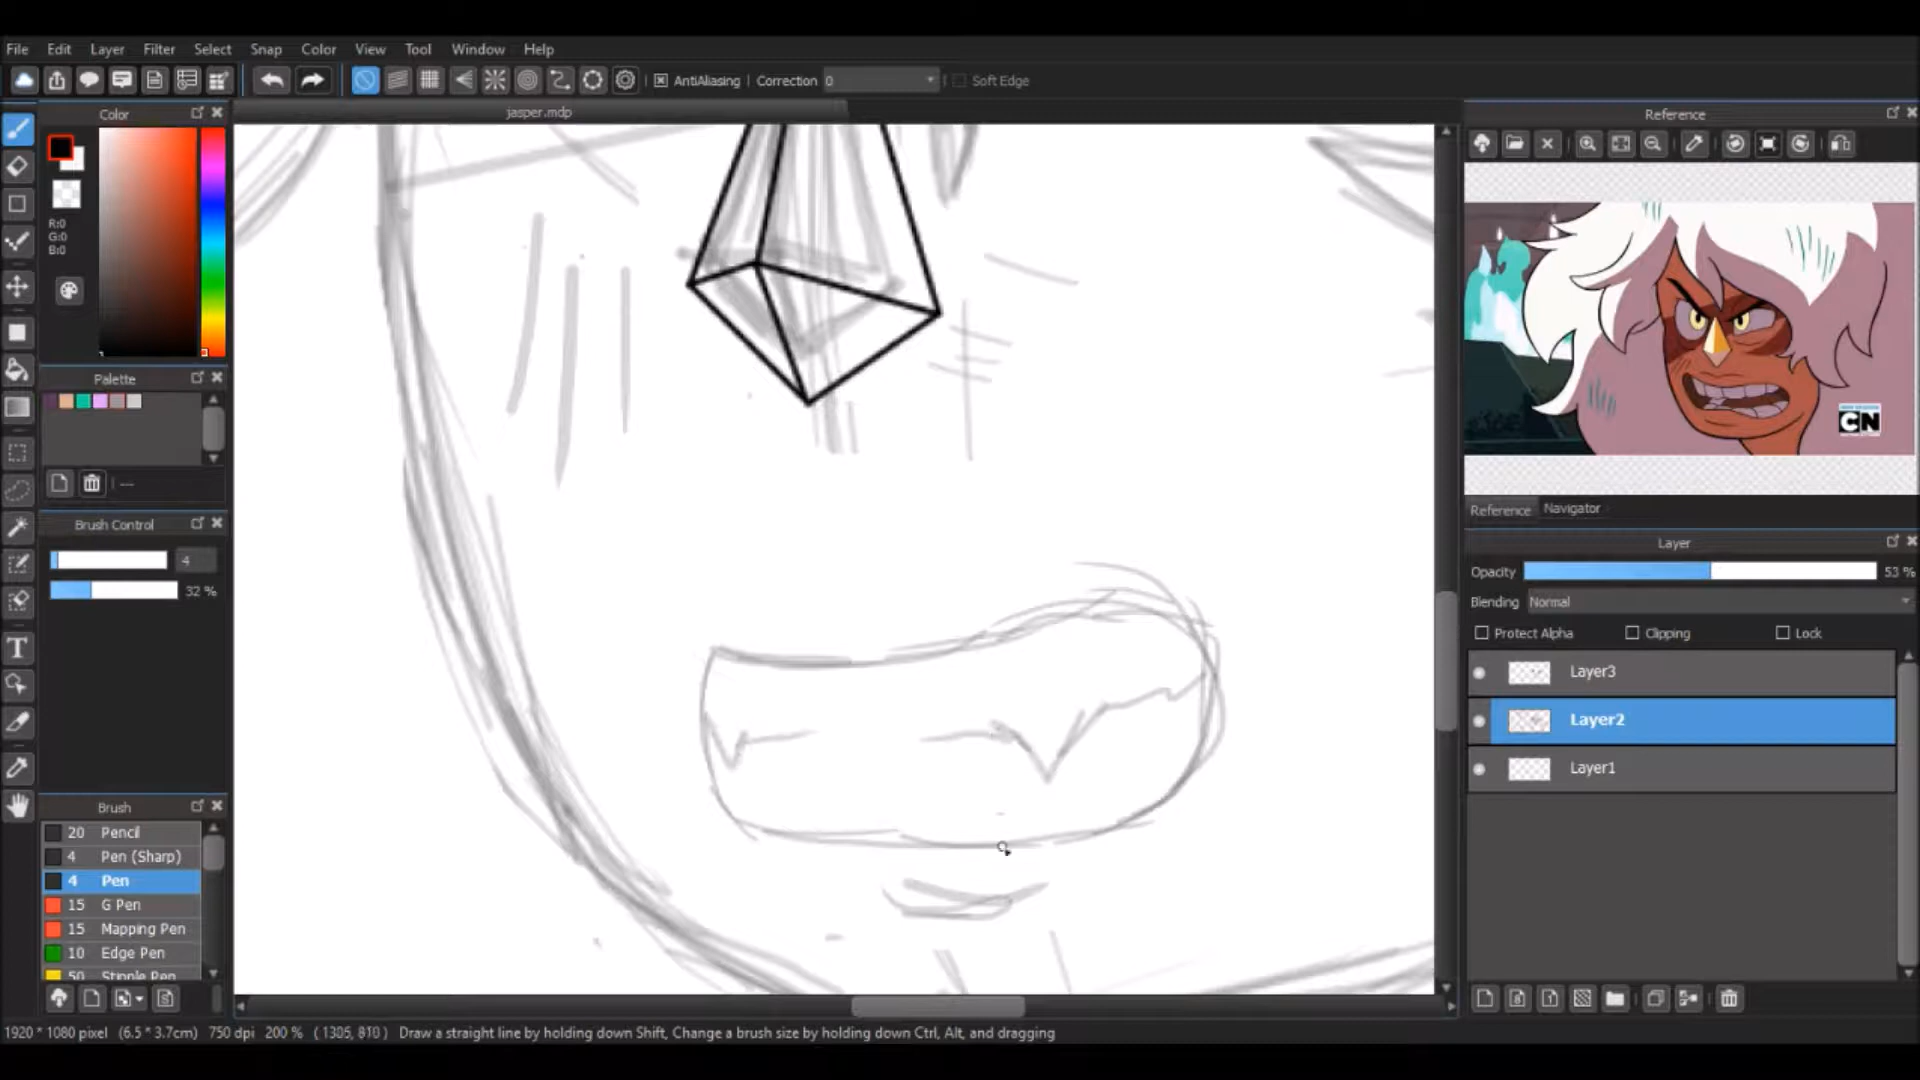 File Edit Layer Filter Select Snap Color View Tool Window Help
AntiAliasing Correction 0 Soft Edge
Color
jasper.mdp
Reference
R:0
G:0
B:0
CN
Palette
---
Reference Navigator
Brush Control
4
32 %
Layer
Opacity 53 %
Blending Normal
Protect Alpha Clipping Lock
Layer3
Layer2
Layer1
Brush
20 Pencil
4 Pen (Sharp)
4 Pen
15 G Pen
15 Mapping Pen
10 Edge Pen
50 Stipple Pen
1920 * 1080 pixel (6.5 * 3.7cm) 750 dpi 200 % ( 1305, 810 ) Draw a straight line by holding down Shift, Change a brush size by holding down Ctrl, Alt, and dragging